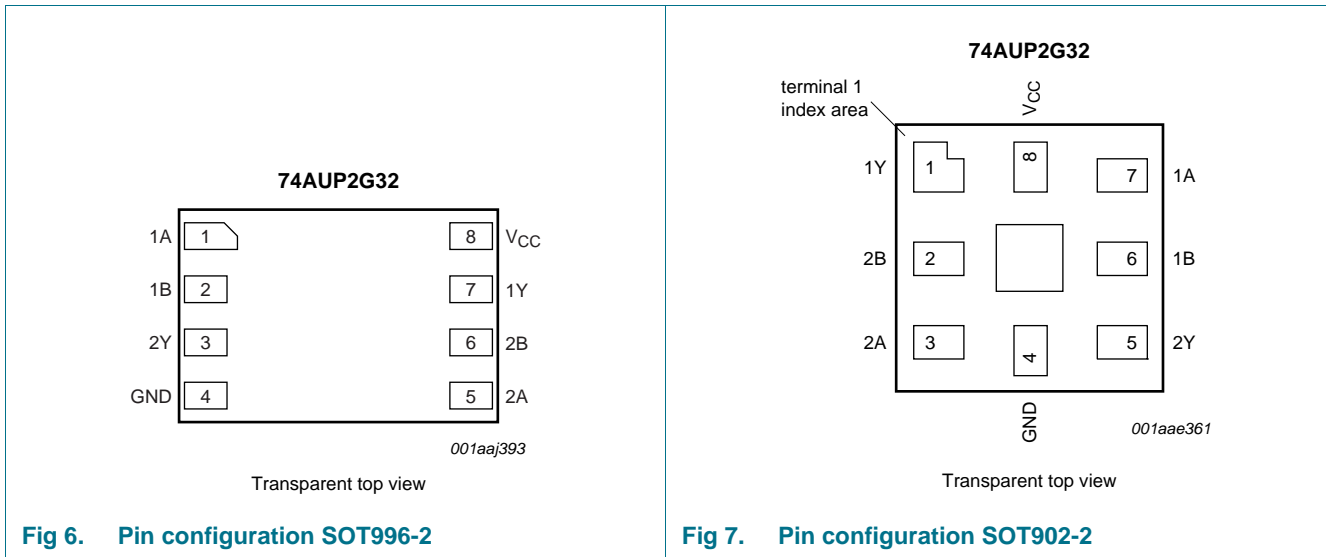 74AUP2G32
1A 1 8 VCC
1B 2 7 1Y
2Y 3 6 2B
GND 4 5 2A
001aaj393
Transparent top view
Fig 6. Pin configuration SOT996-2
74AUP2G32
terminal 1
index area
VCC
1Y 1 8 7 1A
2B 2 6 1B
2A 3 4 5 2Y
GND
001aae361
Transparent top view
Fig 7. Pin configuration SOT902-2